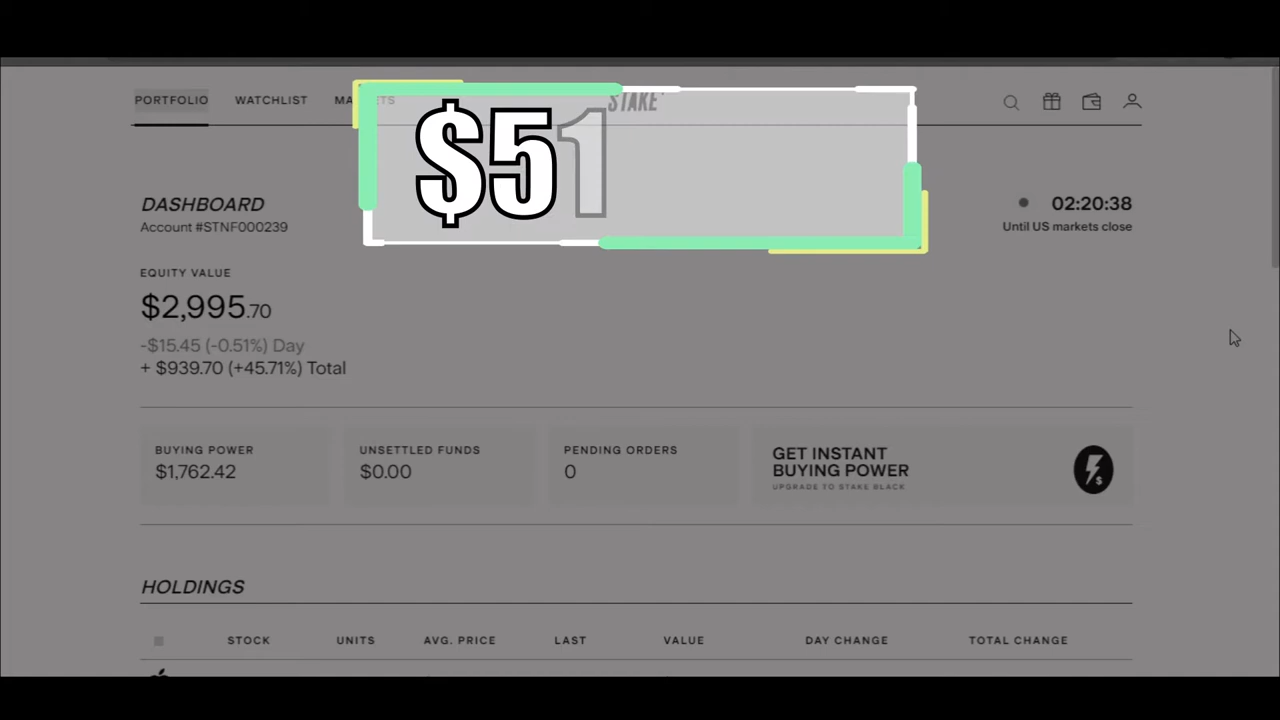 PORTFOLIO WATCHLIST MARKETS STAKE
$51
DASHBOARD
Account #STNF000239
02:20:38
Until US markets close
EQUITY VALUE
$2,995.70
-$15.45 (-0.51%) Day
+ $939.70 (+45.71%) Total
BUYING POWER
$1,762.42
UNSETTLED FUNDS
$0.00
PENDING ORDERS
0
GET INSTANT
BUYING POWER
UPGRADE TO STAKE BLACK
HOLDINGS
STOCK UNITS AVG. PRICE LAST VALUE DAY CHANGE TOTAL CHANGE